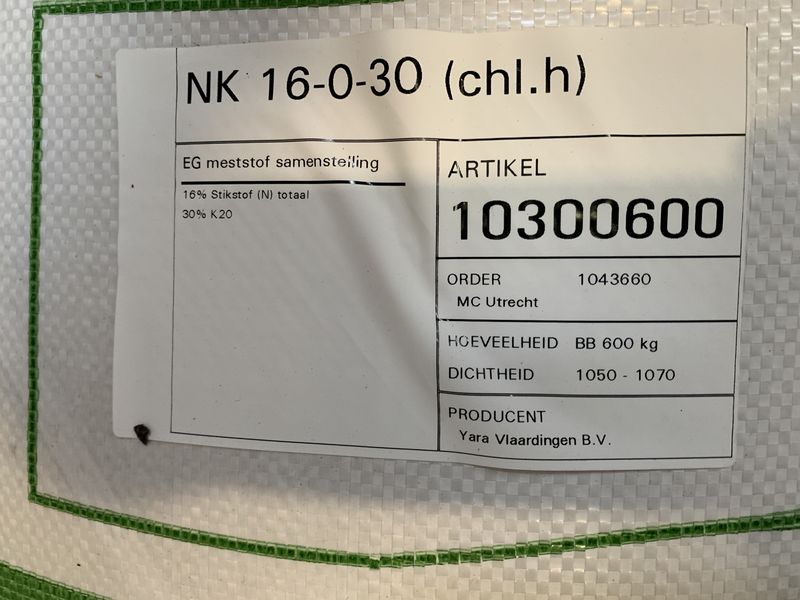 NK 16-0-30 (chl.h)
EG meststof samenstelling
16% Stikstof (N) totaal
30% K20
ARTIKEL
10300600
ORDER 1043660
MC Utrecht
HOEVEELHEID BB 600 kg
DICHTHEID 1050 - 1070
PRODUCENT
Yara Vlaardingen B.V.